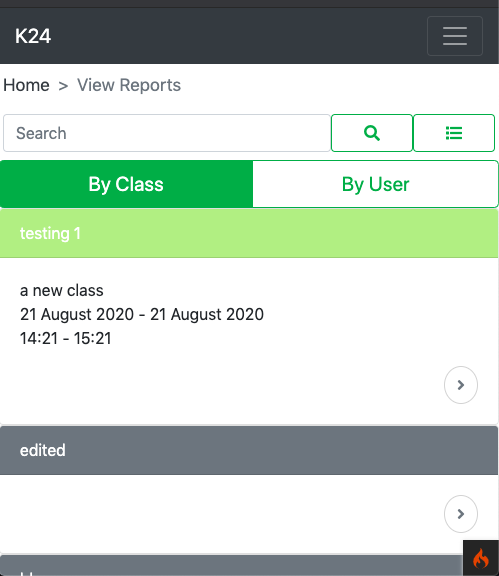 K24
Home > View Reports
Search
By Class
By User
testing 1
a new class
21 August 2020 - 21 August 2020
14:21 - 15:21
edited